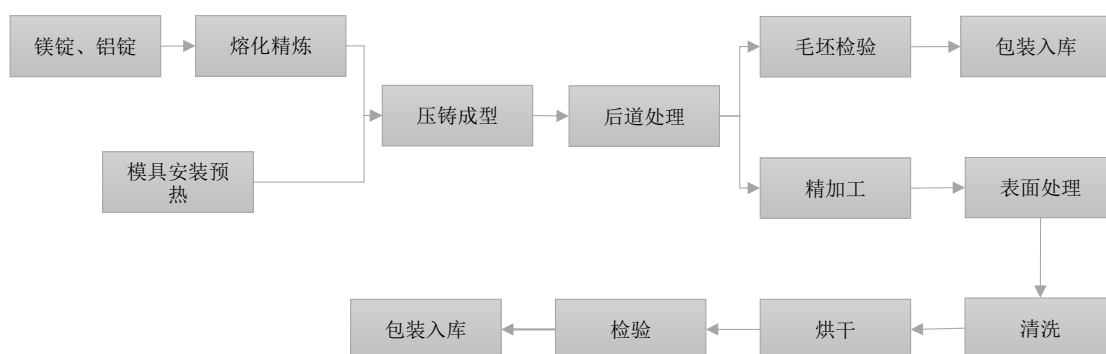 镁锭、铝锭
熔化精炼
模具安装预
热
压铸成型
后道处理
毛坯检验
包装入库
精加工
表面处理
清洗
烘干
检验
包装入库